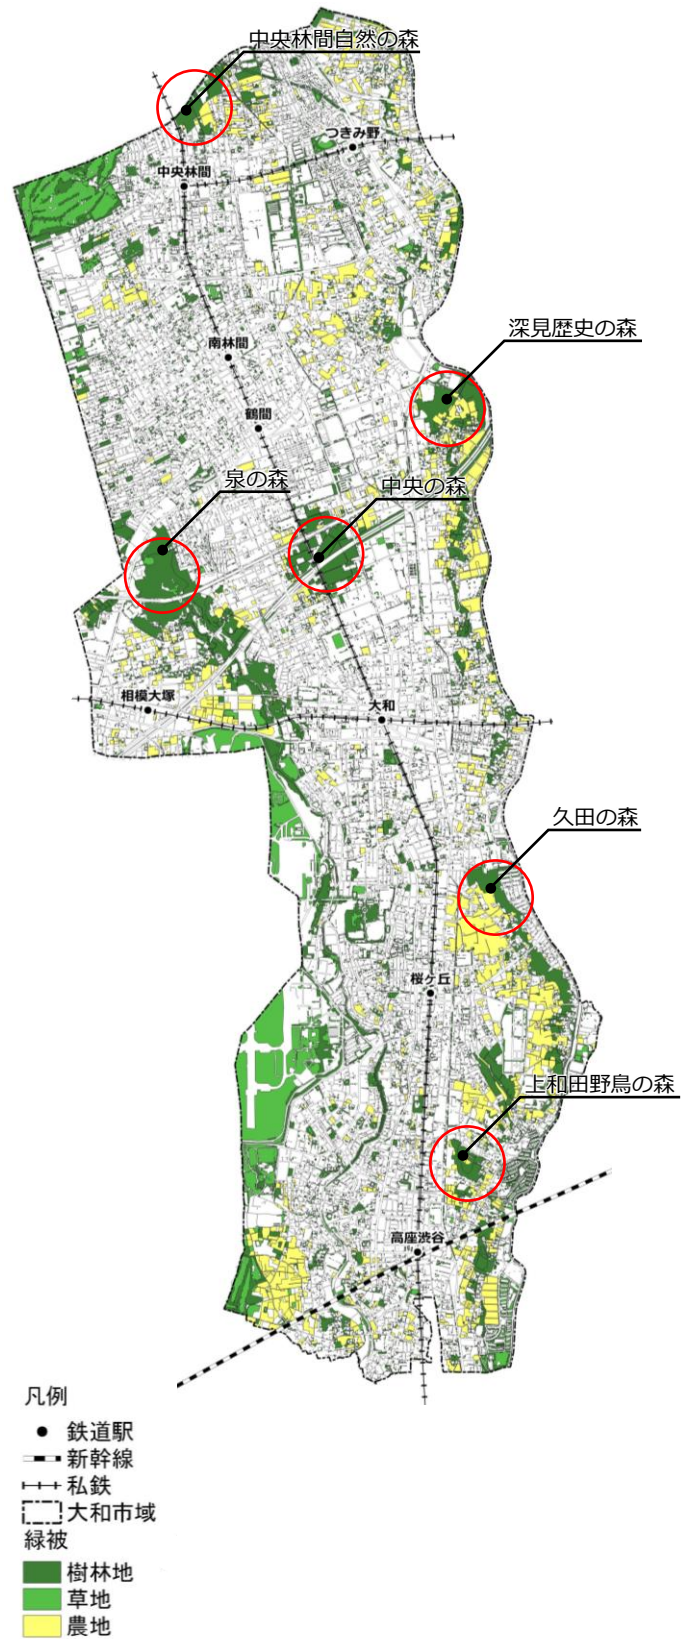 中央林間自然の森
つきみ野
中央林間
深見歴史の森
南林間
鶴間
泉の森
中央の森
相模大塚
大和
久田の森
桜ヶ丘
上和田野鳥の森
高座渋谷
凡例
鉄道駅
新幹線
私鉄
大和市域
緑被
樹林地
草地
農地